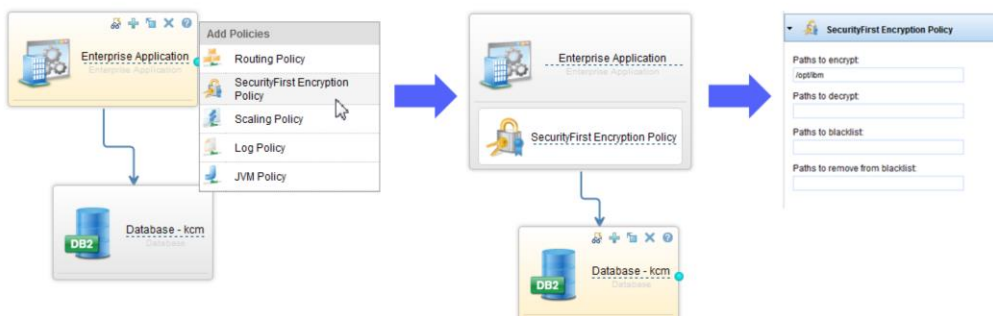 Enterprise Application
Enterprise Application
Add Policies
Routing Policy
SecurityFirst Encryption
Policy
Scaling Policy
Log Policy
JVM Policy
DB2
Database - kcm
Database
Enterprise Application
Enterprise Application
SecurityFirst Encryption Policy
DB2
Database - kcm
Database
SecurityFirst Encryption Policy
Paths to encrypt:
/opt/ibm
Paths to decrypt:
Paths to blacklist:
Paths to remove from blacklist: